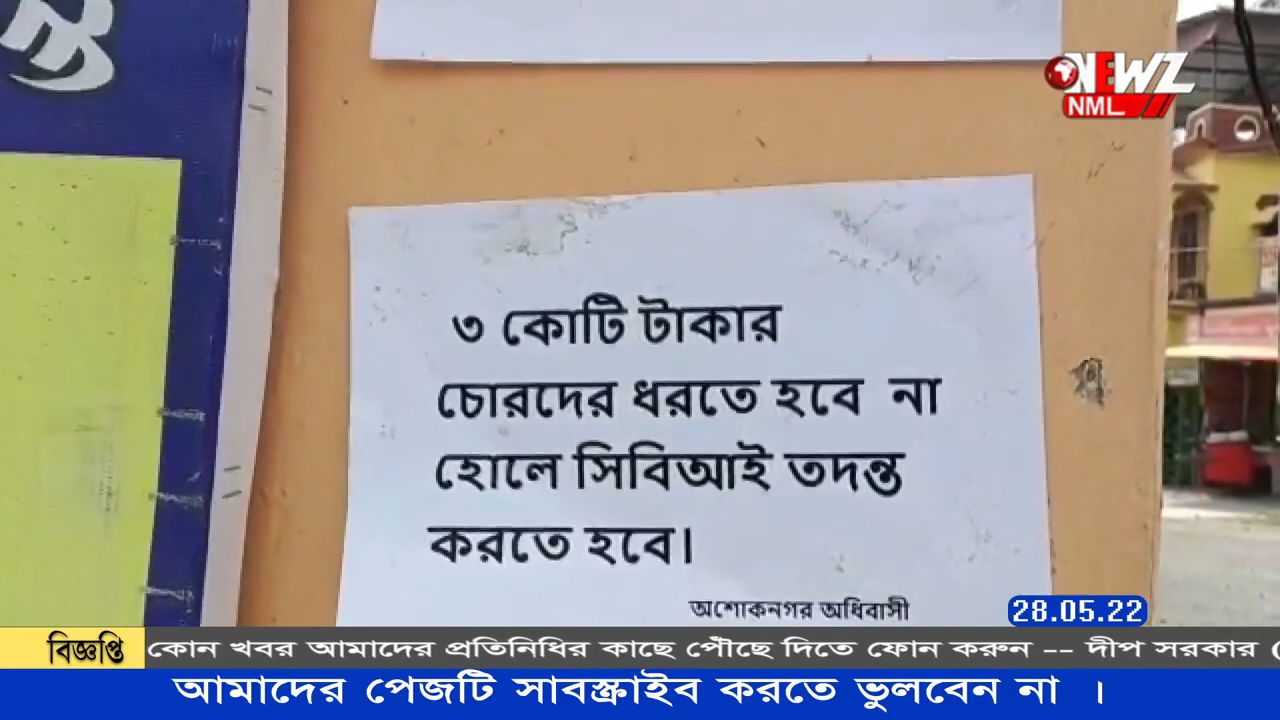 NEWZ
NML
৩ কোটি টাকার
চোরদের ধরতে হবে না
হোলে সিবিআই তদন্ত
করতে হবে।
অশোকনগর অধিবাসী
28.05.22
বিজ্ঞপ্তি কোন খবর আমাদের প্রতিনিধির কাছে পৌঁছে দিতে ফোন করুন -- দীপ সরকার (
আমাদের পেজটি সাবস্ক্রাইব করতে ভুলবেন না ।